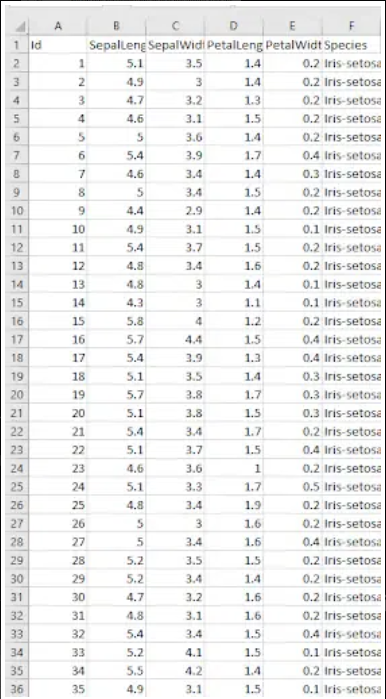 A B C D E F
1 Id SepalLeng SepalWidt PetalLeng PetalWidt Species
2 1 5.1 3.5 1.4 0.2 Iris-setosa
3 2 4.9 3 1.4 0.2 Iris-setosa
4 3 4.7 3.2 1.3 0.2 Iris-setosa
5 4 4.6 3.1 1.5 0.2 Iris-setosa
6 5 5 3.6 1.4 0.2 Iris-setosa
7 6 5.4 3.9 1.7 0.4 Iris-setosa
8 7 4.6 3.4 1.4 0.3 Iris-setosa
9 8 5 3.4 1.5 0.2 Iris-setosa
10 9 4.4 2.9 1.4 0.2 Iris-setosa
11 10 4.9 3.1 1.5 0.1 Iris-setosa
12 11 5.4 3.7 1.5 0.2 Iris-setosa
13 12 4.8 3.4 1.6 0.2 Iris-setosa
14 13 4.8 3 1.4 0.1 Iris-setosa
15 14 4.3 3 1.1 0.1 Iris-setosa
16 15 5.8 4 1.2 0.2 Iris-setosa
17 16 5.7 4.4 1.5 0.4 Iris-setosa
18 17 5.4 3.9 1.3 0.4 Iris-setosa
19 18 5.1 3.5 1.4 0.3 Iris-setosa
20 19 5.7 3.8 1.7 0.3 Iris-setosa
21 20 5.1 3.8 1.5 0.3 Iris-setosa
22 21 5.4 3.4 1.7 0.2 Iris-setosa
23 22 5.1 3.7 1.5 0.4 Iris-setosa
24 23 4.6 3.6 1 0.2 Iris-setosa
25 24 5.1 3.3 1.7 0.5 Iris-setosa
26 25 4.8 3.4 1.9 0.2 Iris-setosa
27 26 5 3 1.6 0.2 Iris-setosa
28 27 5 3.4 1.6 0.4 Iris-setosa
29 28 5.2 3.5 1.5 0.2 Iris-setosa
30 29 5.2 3.4 1.4 0.2 Iris-setosa
31 30 4.7 3.2 1.6 0.2 Iris-setosa
32 31 4.8 3.1 1.6 0.2 Iris-setosa
33 32 5.4 3.4 1.5 0.4 Iris-setosa
34 33 5.2 4.1 1.5 0.1 Iris-setosa
35 34 5.5 4.2 1.4 0.2 Iris-setosa
36 35 4.9 3.1 1.5 0.1 Iris-setosa